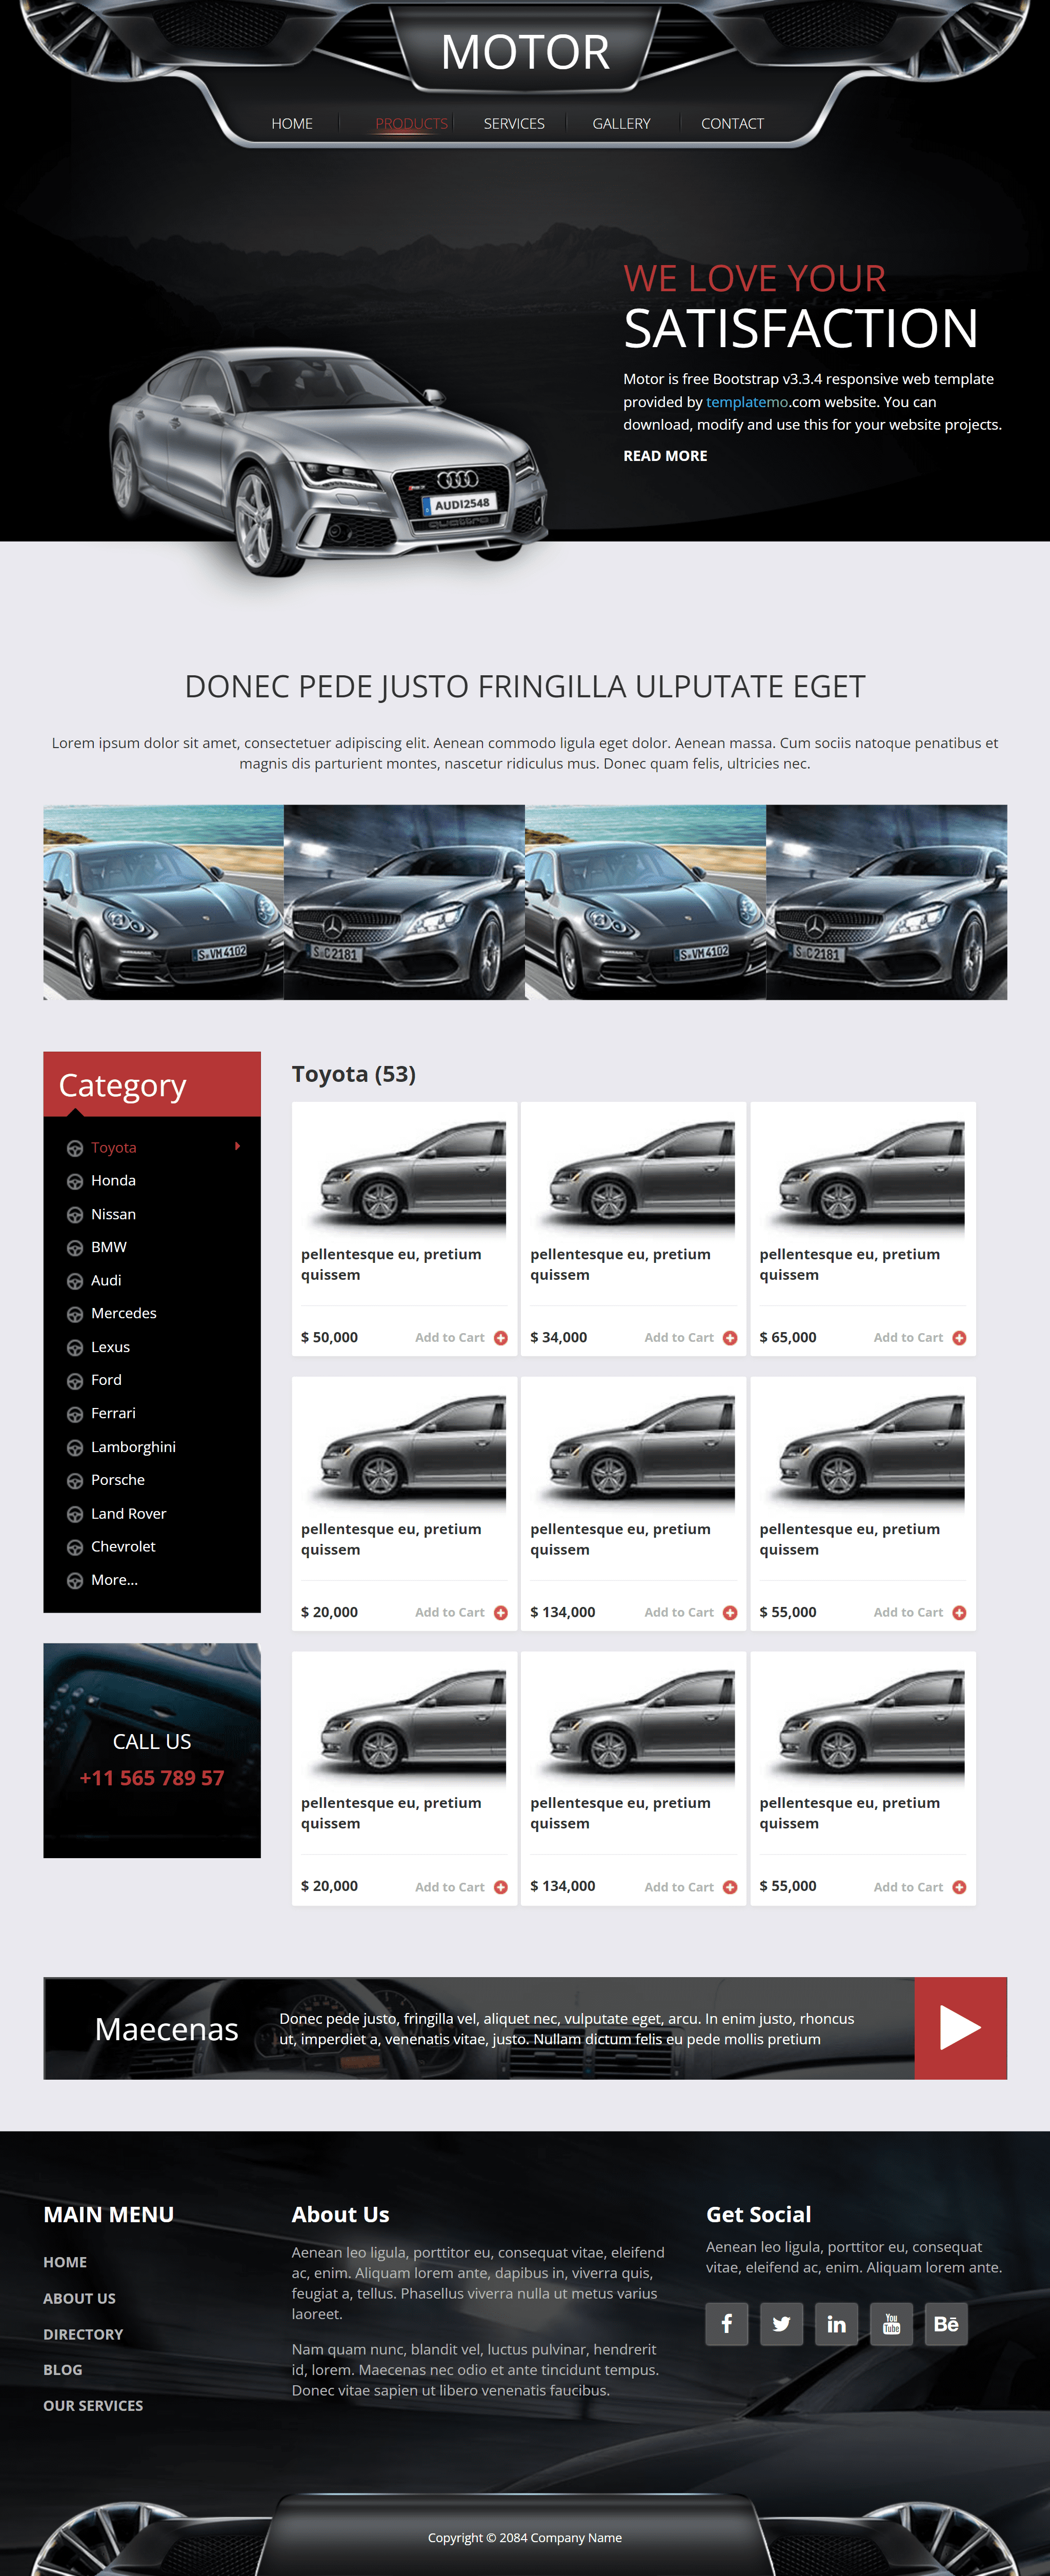 MOTOR
HOME
PRODUCTS
SERVICES
GALLERY
CONTACT
WE LOVE YOUR
SATISFACTION
Motor is free Bootstrap v3.3.4 responsive web template
provided by templatemo.com website. You can
download, modify and use this for your website projects.
READ MORE
AUDI2548
quattro
DONEC PEDE JUSTO FRINGILLA ULPUTATE EGET
Lorem ipsum dolor sit amet, consectetuer adipiscing elit. Aenean commodo ligula eget dolor. Aenean massa. Cum sociis natoque penatibus et
magnis dis parturient montes, nascetur ridiculus mus. Donec quam felis, ultricies nec.
S VM 4102
S C 2181
S VM 4102
S C 2181
Category
Toyota
Honda
Nissan
BMW
Audi
Mercedes
Lexus
Ford
Ferrari
Lamborghini
Porsche
Land Rover
Chevrolet
More...
CALL US
+11 565 789 57
Toyota (53)
pellentesque eu, pretium
quissem
$ 50,000
Add to Cart
pellentesque eu, pretium
quissem
$ 34,000
Add to Cart
pellentesque eu, pretium
quissem
$ 65,000
Add to Cart
pellentesque eu, pretium
quissem
$ 20,000
Add to Cart
pellentesque eu, pretium
quissem
$ 134,000
Add to Cart
pellentesque eu, pretium
quissem
$ 55,000
Add to Cart
pellentesque eu, pretium
quissem
$ 20,000
Add to Cart
pellentesque eu, pretium
quissem
$ 134,000
Add to Cart
pellentesque eu, pretium
quissem
$ 55,000
Add to Cart
Maecenas
Donec pede justo, fringilla vel, aliquet nec, vulputate eget, arcu. In enim justo, rhoncus
ut, imperdiet a, venenatis vitae, justo. Nullam dictum felis eu pede mollis pretium
MAIN MENU
HOME
ABOUT US
DIRECTORY
BLOG
OUR SERVICES
About Us
Aenean leo ligula, porttitor eu, consequat vitae, eleifend
ac, enim. Aliquam lorem ante, dapibus in, viverra quis,
feugiat a, tellus. Phasellus viverra nulla ut metus varius
laoreet.
Nam quam nunc, blandit vel, luctus pulvinar, hendrerit
id, lorem. Maecenas nec odio et ante tincidunt tempus.
Donec vitae sapien ut libero venenatis faucibus.
Get Social
Aenean leo ligula, porttitor eu, consequat
vitae, eleifend ac, enim. Aliquam lorem ante.
f
in
You Tube
Bē
Copyright © 2084 Company Name